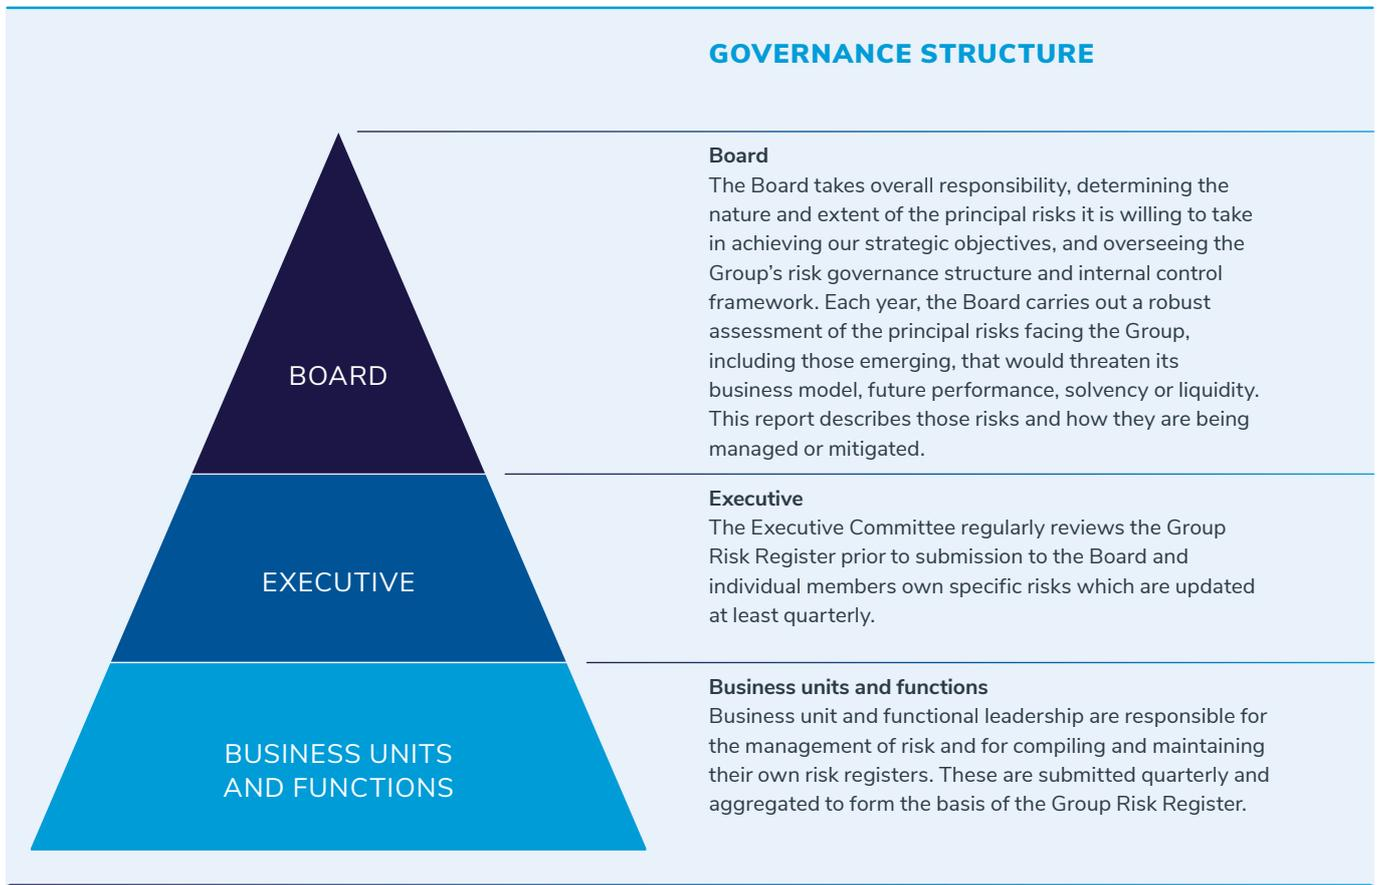 GOVERNANCE STRUCTURE
BOARD
EXECUTIVE
BUSINESS UNITS
AND FUNCTIONS
Board
The Board takes overall responsibility, determining the
nature and extent of the principal risks it is willing to take
in achieving our strategic objectives, and overseeing the
Group’s risk governance structure and internal control
framework. Each year, the Board carries out a robust
assessment of the principal risks facing the Group,
including those emerging, that would threaten its
business model, future performance, solvency or liquidity.
This report describes those risks and how they are being
managed or mitigated.
Executive
The Executive Committee regularly reviews the Group
Risk Register prior to submission to the Board and
individual members own specific risks which are updated
at least quarterly.
Business units and functions
Business unit and functional leadership are responsible for
the management of risk and for compiling and maintaining
their own risk registers. These are submitted quarterly and
aggregated to form the basis of the Group Risk Register.